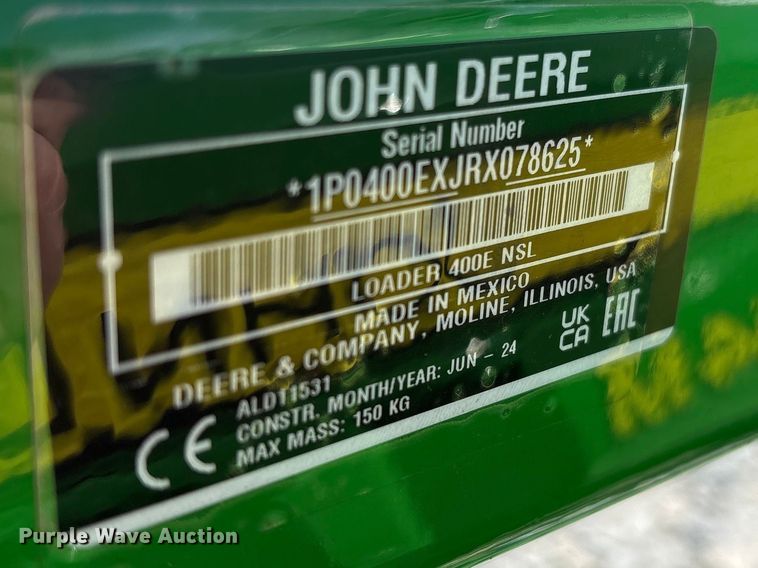 JOHN DEERE
Serial Number
*1P0400EXJRX078625*
LOADER 400E NSL
MADE IN MEXICO
DEERE & COMPANY, MOLINE, ILLINOIS, USA
ALDT1531
CONSTR. MONTH/YEAR: JUN - 24
MAX MASS: 150 KG
CE
UK
CA
EAC
Purple Wave Auction